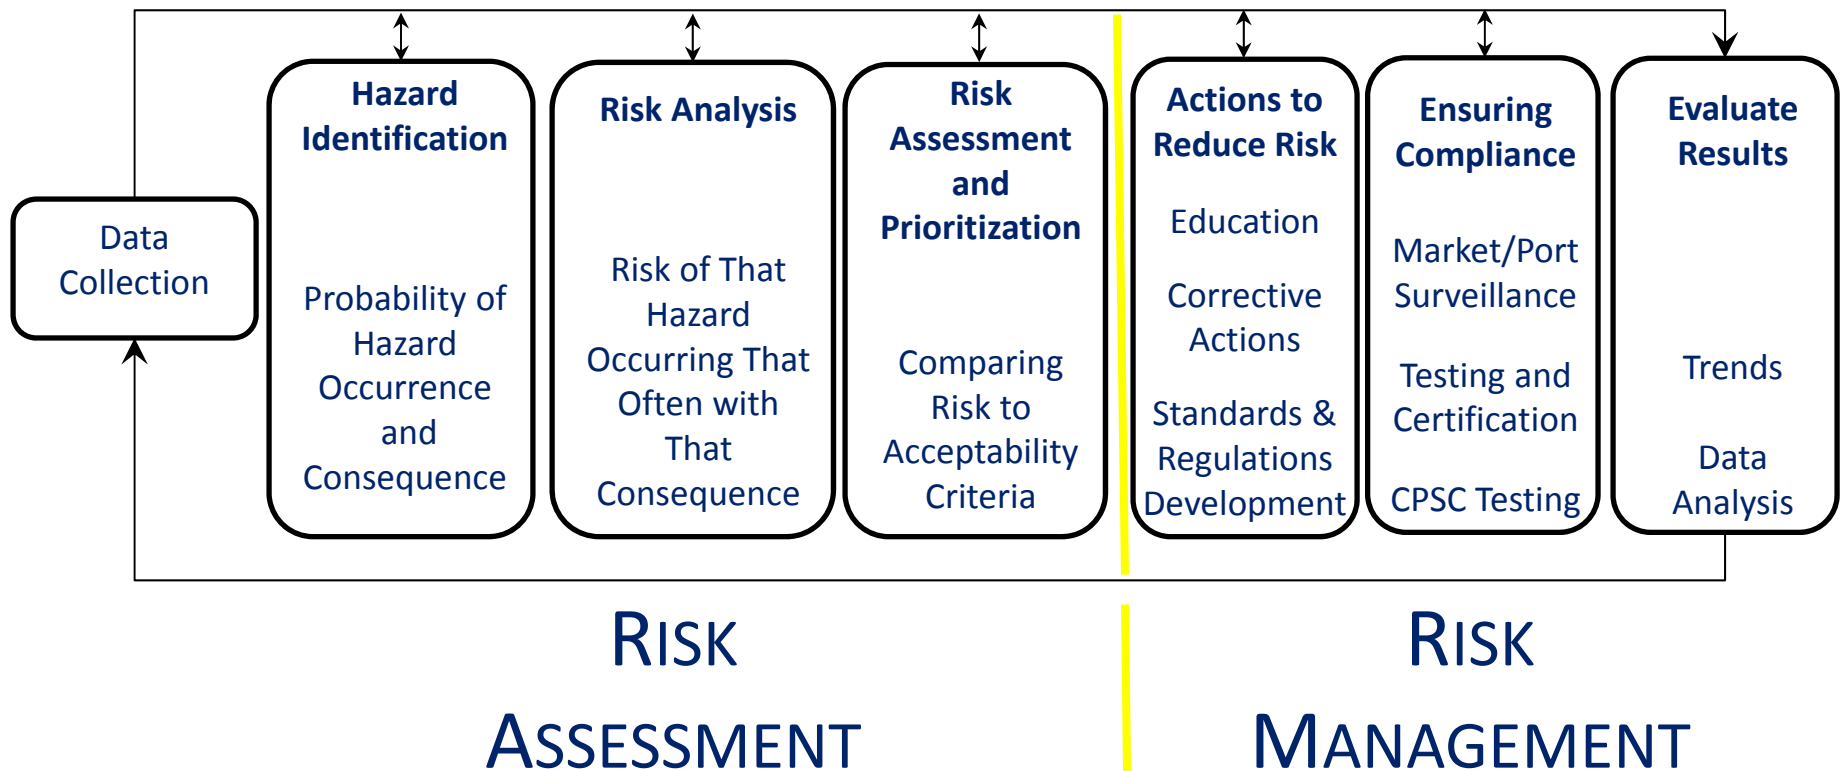 Data
Collection
Hazard
Identification
Probability of
Hazard
Occurrence
and
Consequence
Risk Analysis
Risk of That
Hazard
Occurring That
Often with
That
Consequence
Risk
Assessment
and
Prioritization
Comparing
Risk to
Acceptability
Criteria
Actions to
Reduce Risk
Education
Corrective
Actions
Standards &
Regulations
Development
Ensuring
Compliance
Market/Port
Surveillance
Testing and
Certification
CPSC Testing
Evaluate
Results
Trends
Data
Analysis
RISK
ASSESSMENT
RISK
MANAGEMENT